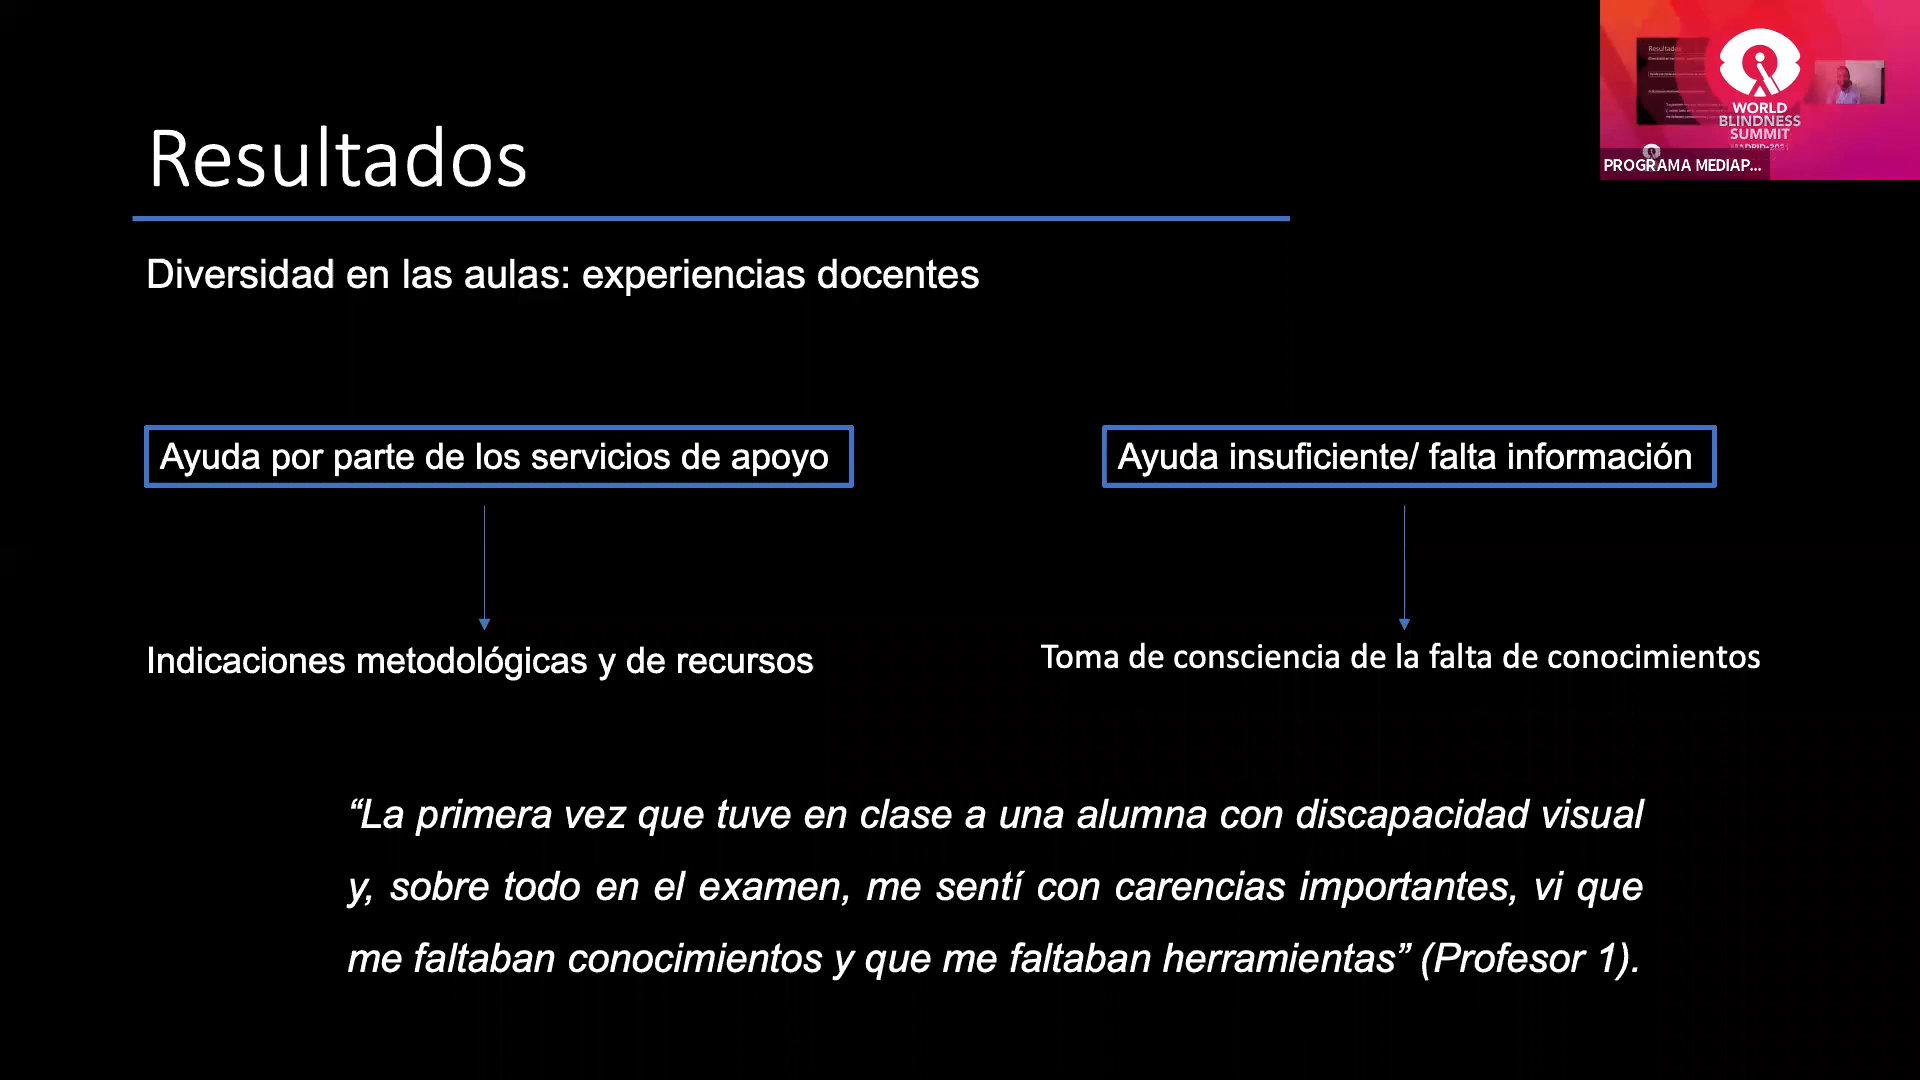 Resultados
WORLD
BLINDNESS
SUMMIT
PROGRAMA MEDIAP...
Resultados
Diversidad en las aulas: experiencias docentes
Ayuda por parte de los servicios de apoyo
Ayuda insuficiente/ falta información
Indicaciones metodológicas y de recursos
Toma de consciencia de la falta de conocimientos
“La primera vez que tuve en clase a una alumna con discapacidad visual
y, sobre todo en el examen, me sentí con carencias importantes, vi que
me faltaban conocimientos y que me faltaban herramientas” (Profesor 1).